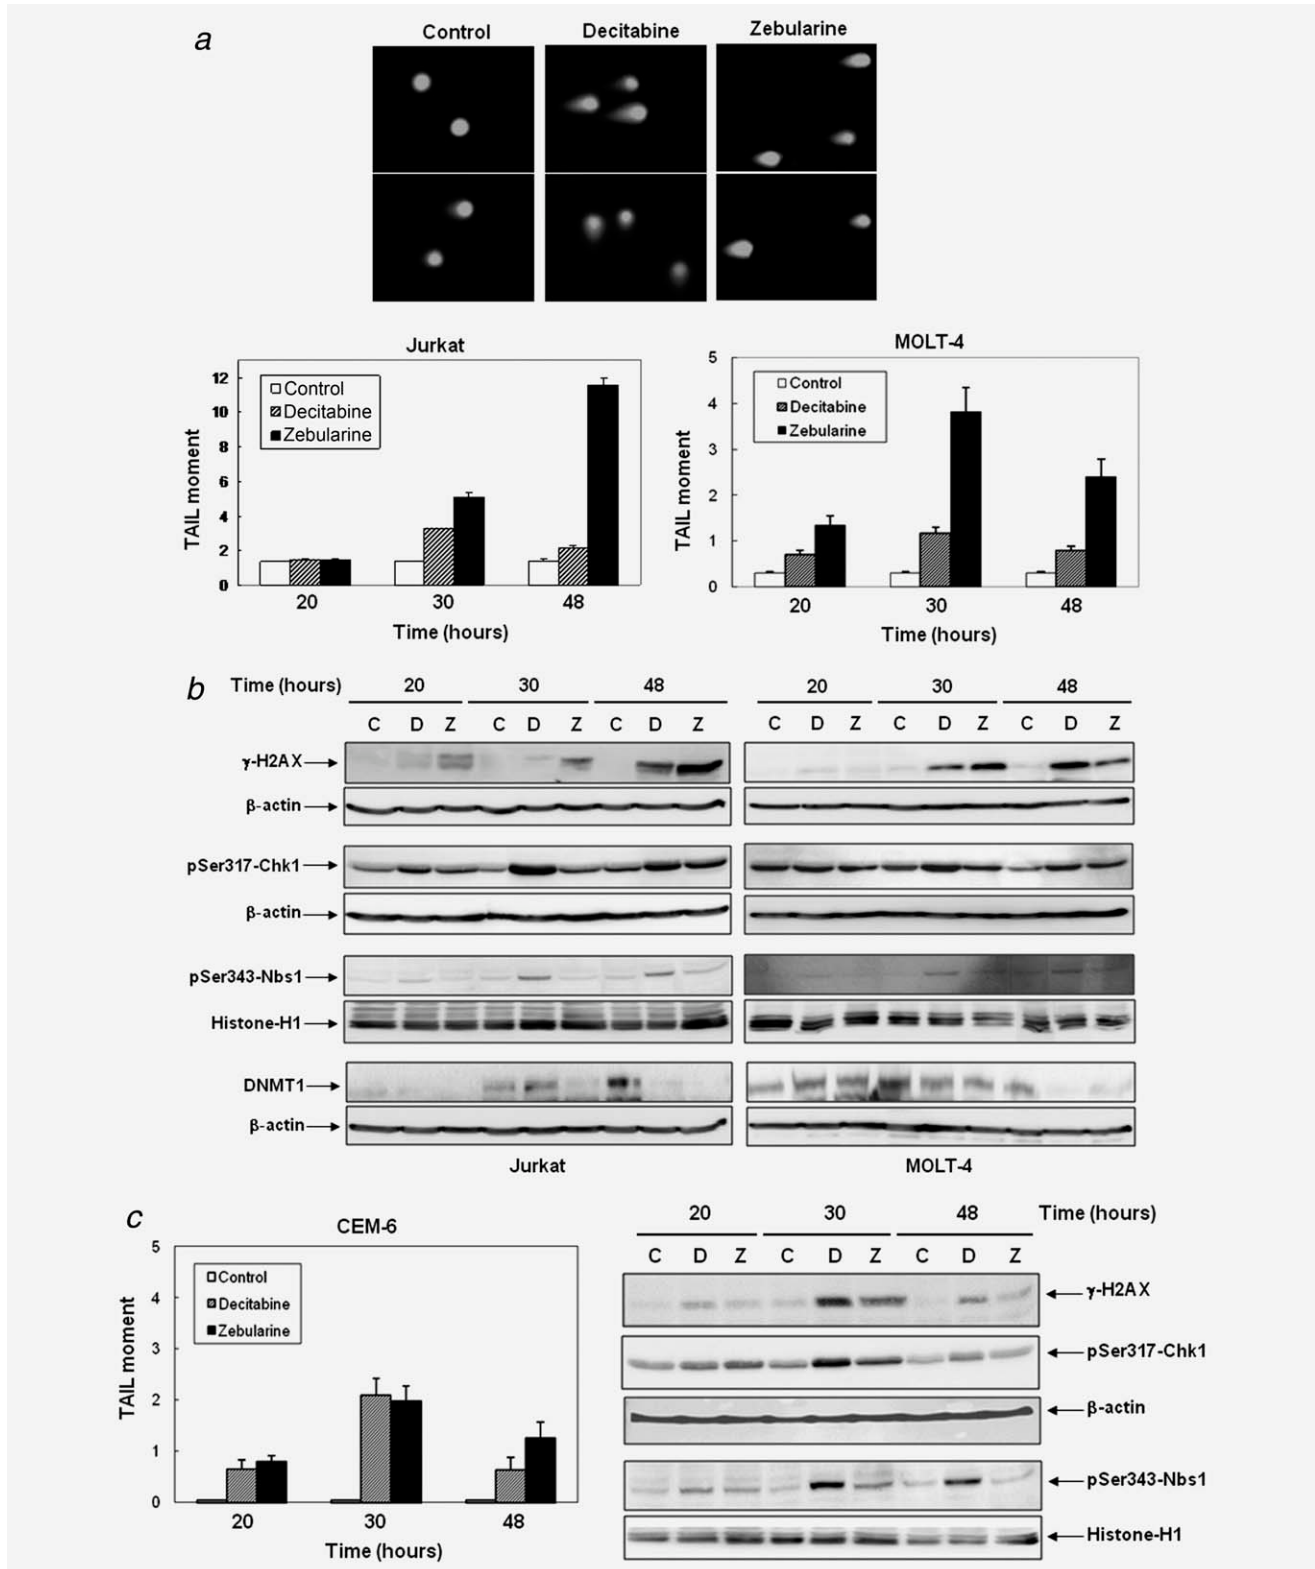 a
Control Decitabine Zebularine
Jurkat
TAIL moment
12
10
8
6
4
2
0
Control
Decitabine
Zebularine
20 30 48
Time (hours)
MOLT-4
TAIL moment
5
4
3
2
1
0
Control
Decitabine
Zebularine
20 30 48
Time (hours)
b
Time (hours) 20 30 48 20 30 48
C D Z C D Z C D Z C D Z C D Z C D Z
γ-H2AX
β-actin
pSer317-Chk1
β-actin
pSer343-Nbs1
Histone-H1
DNMT1
β-actin
Jurkat MOLT-4
c
CEM-6
TAIL moment
5
4
3
2
1
0
Control
Decitabine
Zebularine
20 30 48
Time (hours)
20 30 48 Time (hours)
C D Z C D Z C D Z
γ-H2AX
pSer317-Chk1
β-actin
pSer343-Nbs1
Histone-H1